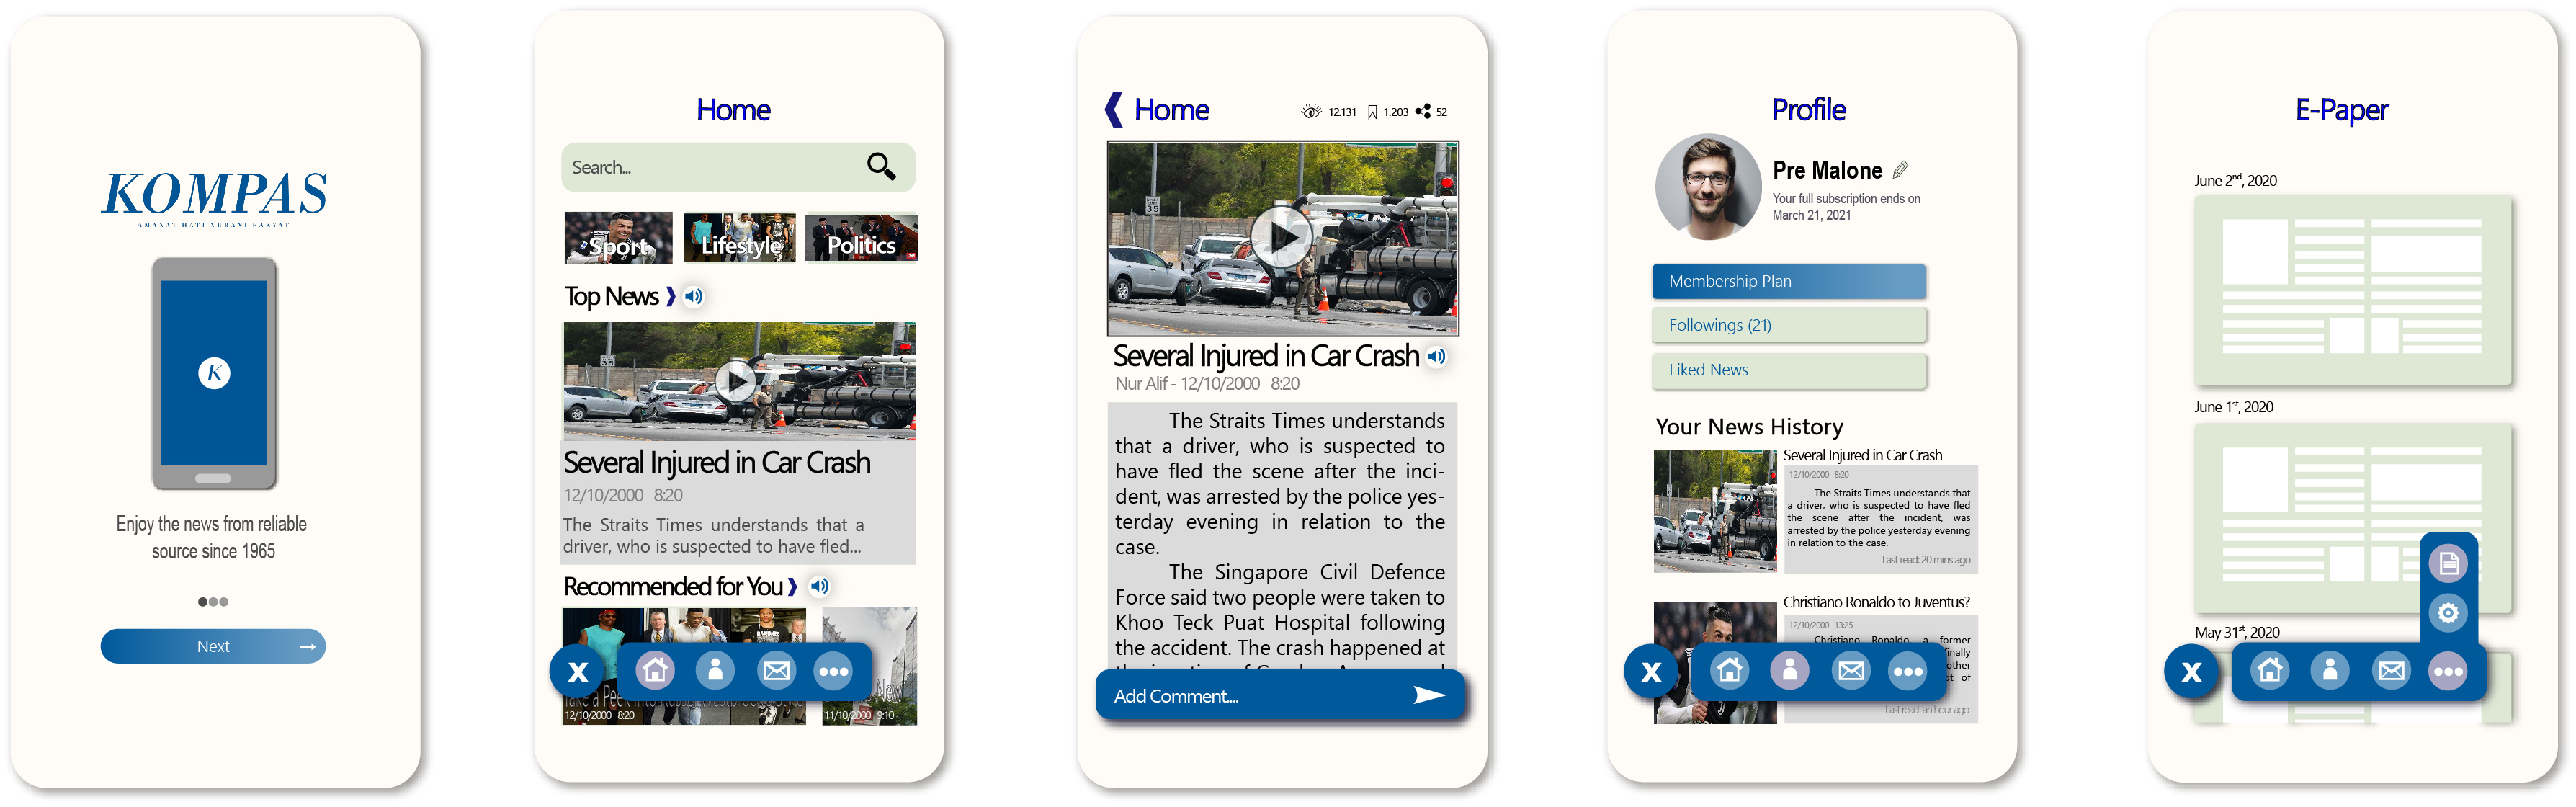 KOMPAS
AMANAT HATI NURANI RAKYAT
K
Enjoy the news from reliable
source since 1965
Next
Home
Search...
Sport
Lifestyle
Politics
Top News
Several Injured in Car Crash
12/10/2000 8:20
The Straits Times understands that a
driver, who is suspected to have fled...
Recommended for You
Take a Peek into
12/10/2000 8:20
11/10/2000 9:10
X
Home
12.131
1.203
52
SPEED
LIMIT
35
Several Injured in Car Crash
Nur Alif - 12/10/2000 8:20
The Straits Times understands
that a driver, who is suspected to
have fled the scene after the inci-
dent, was arrested by the police yes-
terday evening in relation to the
case.
The Singapore Civil Defence
Force said two people were taken to
Khoo Teck Puat Hospital following
the accident. The crash happened at
Add Comment....
Profile
Pre Malone
Your full subscription ends on
March 21, 2021
Membership Plan
Followings (21)
Liked News
Your News History
Several Injured in Car Crash
12/10/2000 8:20
The Straits Times understands that
a driver, who is suspected to have fled
the scene after the incident, was
arrested by the police yesterday evening
in relation to the case.
Last read: 20 mins ago
Christiano Ronaldo to Juventus?
12/10/2000 13:25
Christiano Ronaldo, a former
of
Last read: an hour ago
X
E-Paper
June 2nd, 2020
June 1st, 2020
May 31st, 2020
X